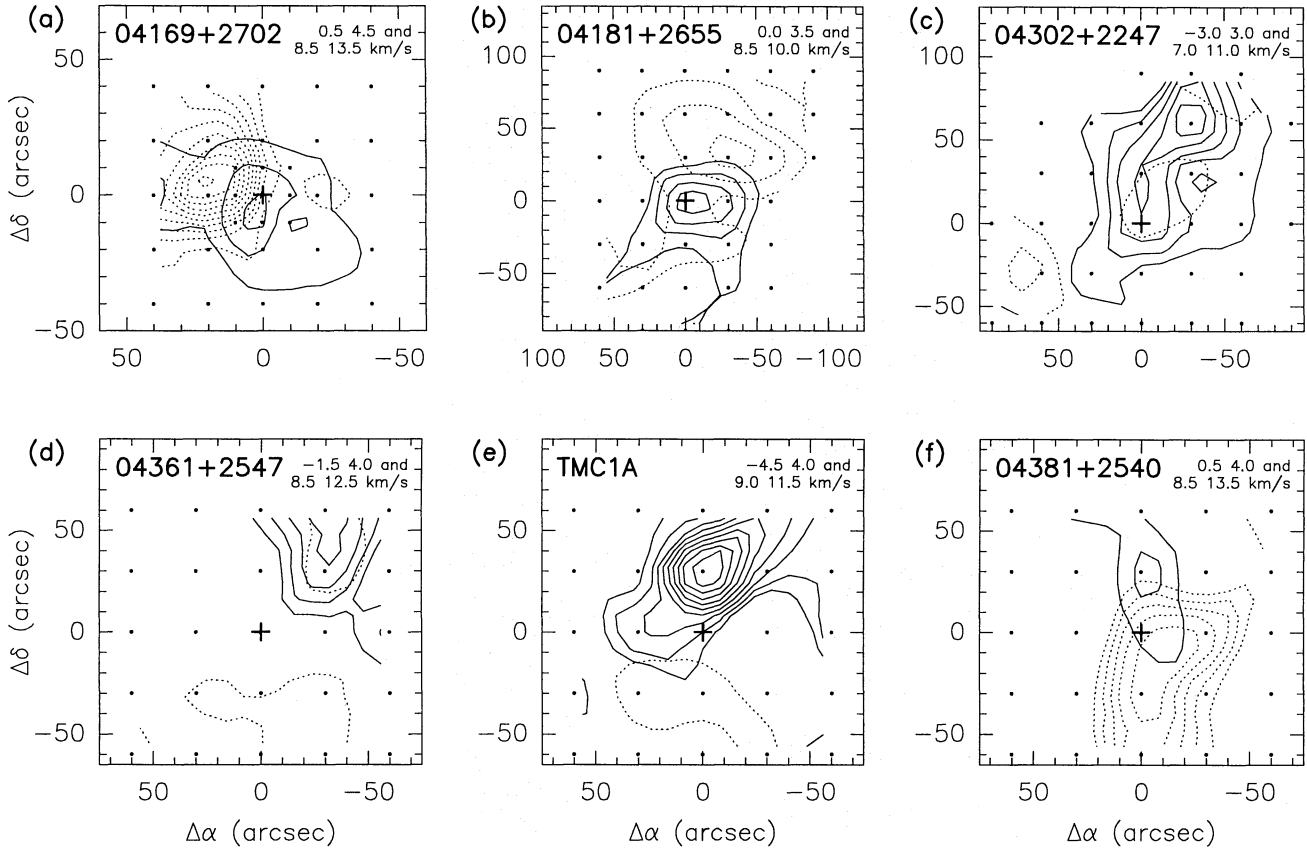 (a)
04169+2702
0.5 4.5 and
8.5 13.5 km/s
50
0
−50
Δδ (arcsec)
50 0 −50
(b)
04181+2655
0.0 3.5 and
8.5 10.0 km/s
100
50
0
−50
100 50 0 −50 −100
(c)
04302+2247
−3.0 3.0 and
7.0 11.0 km/s
100
50
0
−50
50 0 −50
(d)
04361+2547
−1.5 4.0 and
8.5 12.5 km/s
50
0
−50
Δδ (arcsec)
50 0 −50
Δα (arcsec)
(e)
TMC1A
−4.5 4.0 and
9.0 11.5 km/s
50
0
−50
50 0 −50
Δα (arcsec)
(f)
04381+2540
0.5 4.0 and
8.5 13.5 km/s
50
0
−50
50 0 −50
Δα (arcsec)